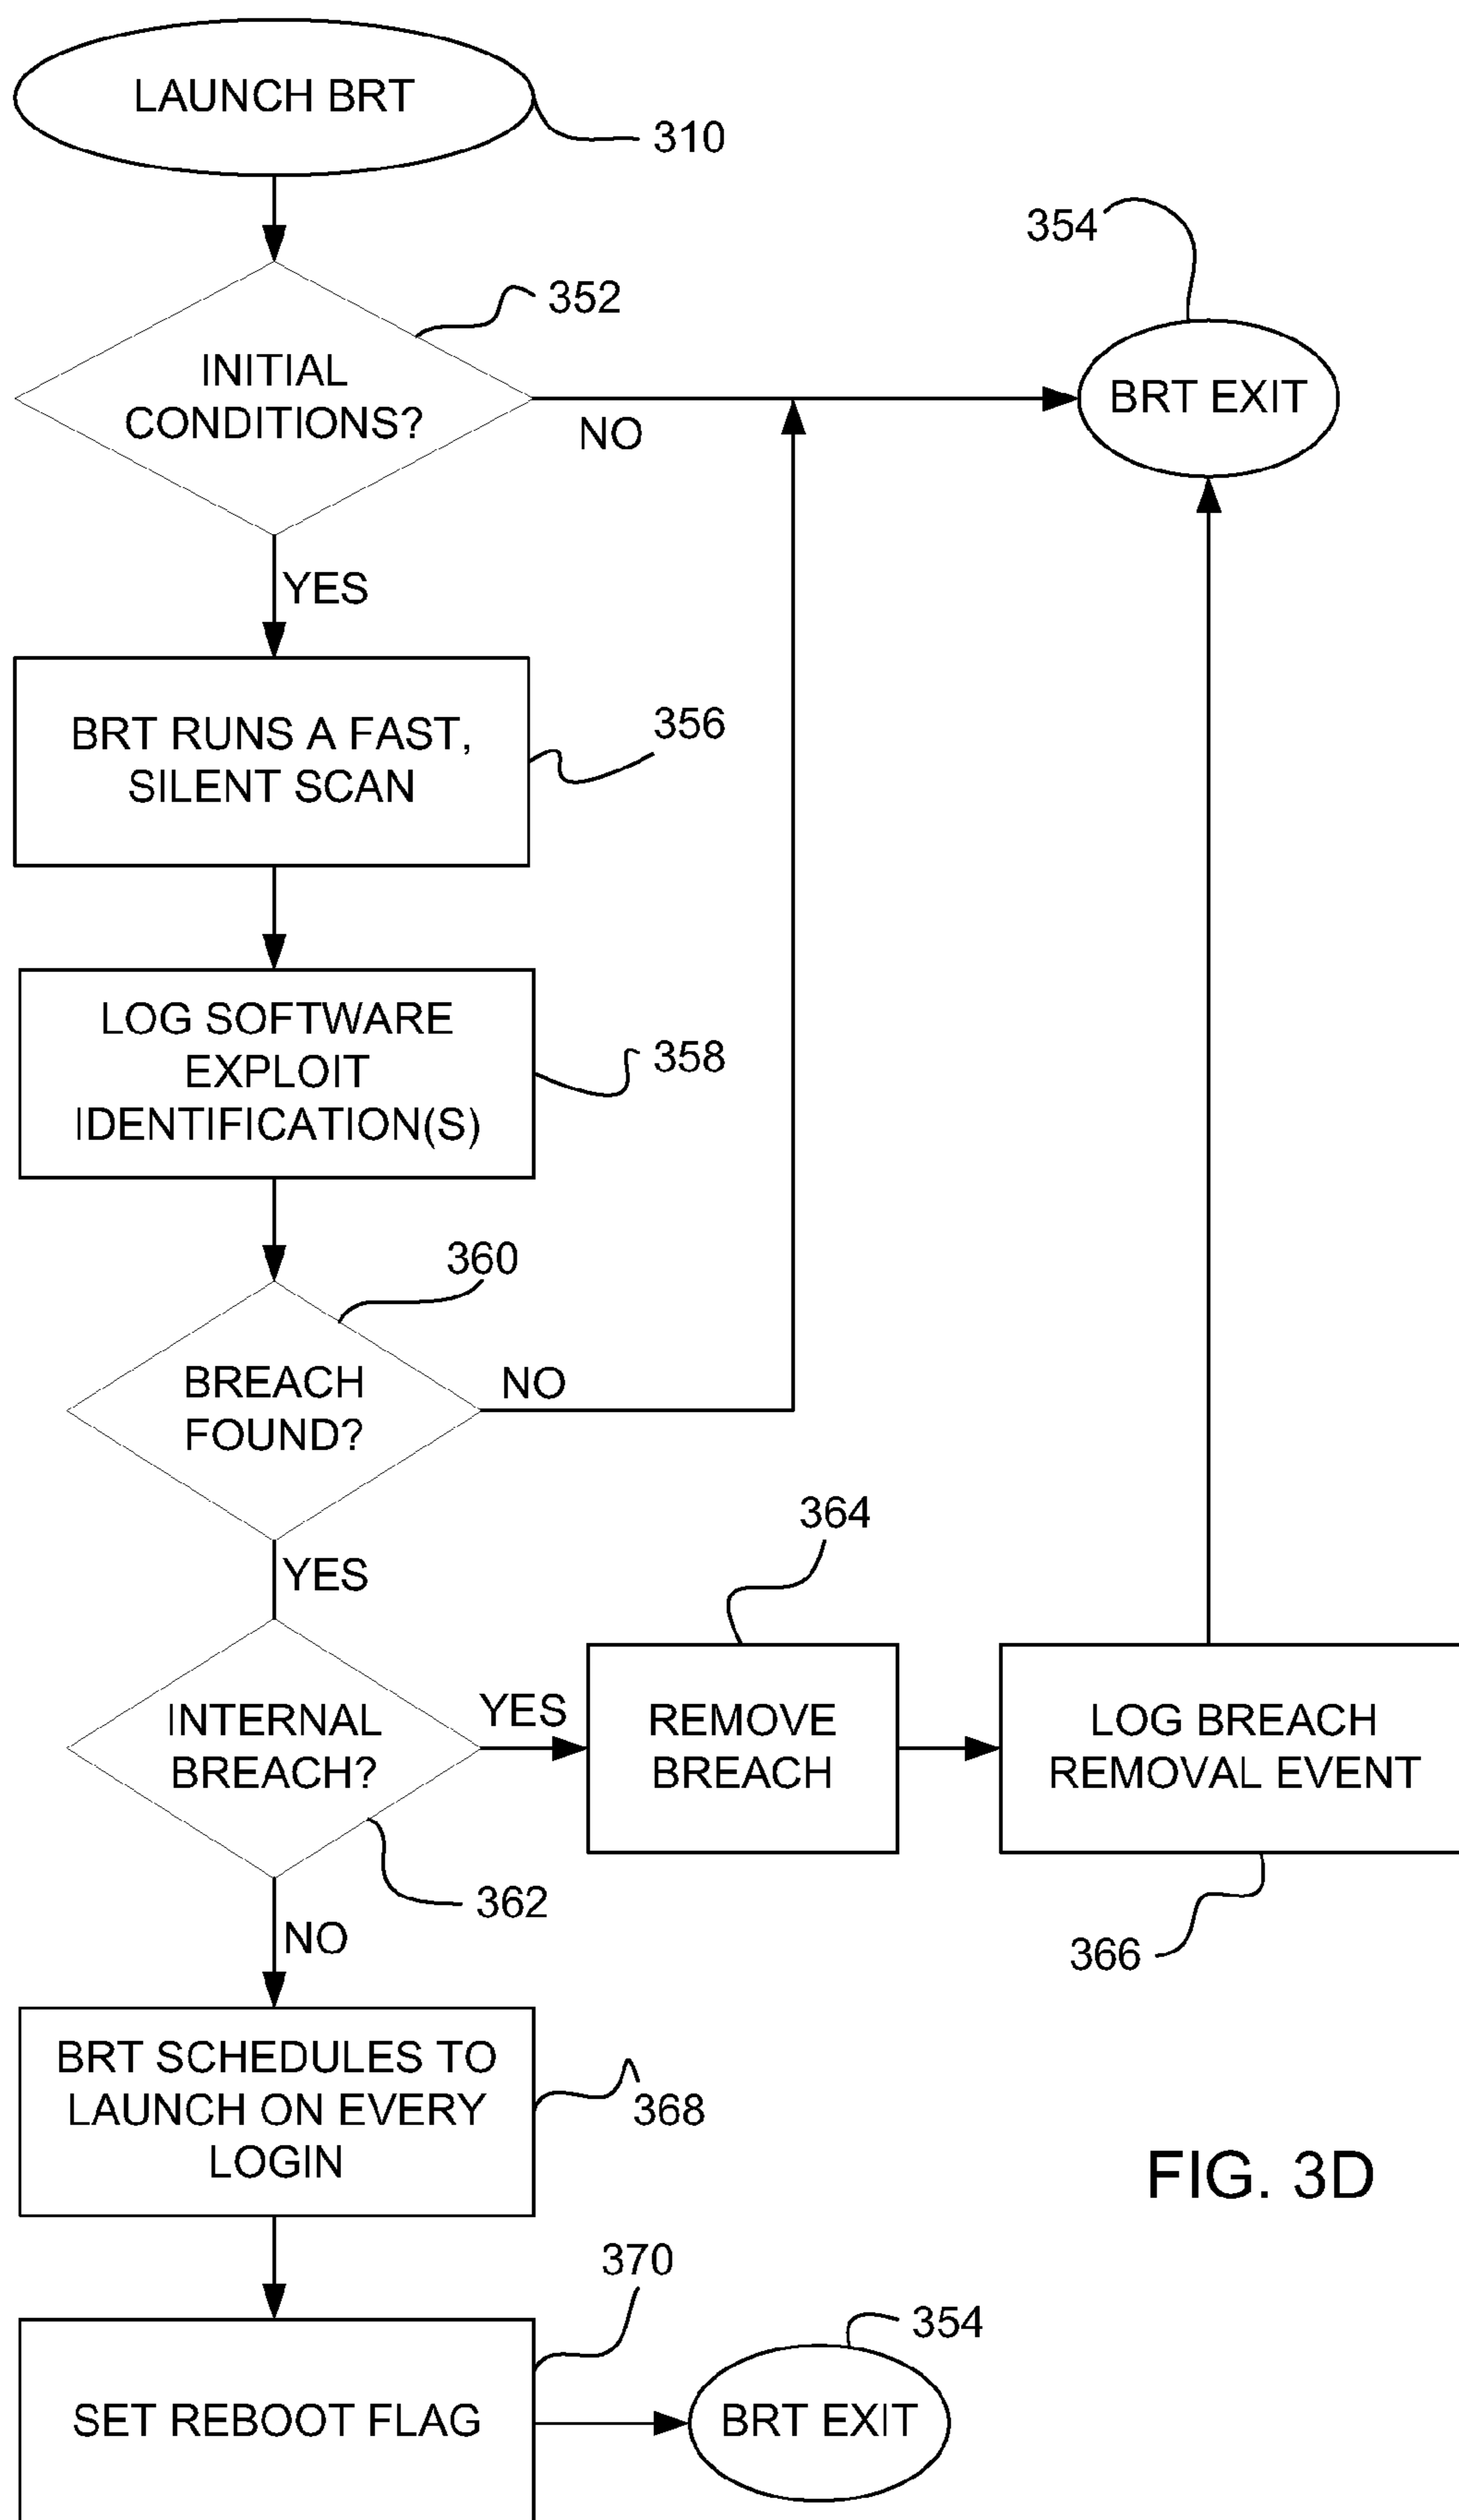 LAUNCH BRT
310
354
352
INITIAL
CONDITIONS?
BRT EXIT
NO
YES
BRT RUNS A FAST,
SILENT SCAN
356
LOG SOFTWARE
EXPLOIT
IDENTIFICATION(S)
358
360
BREACH
FOUND?
NO
YES
364
INTERNAL
BREACH?
YES
REMOVE
BREACH
LOG BREACH
REMOVAL EVENT
362
366
NO
BRT SCHEDULES TO
LAUNCH ON EVERY
LOGIN
368
FIG. 3D
370
354
SET REBOOT FLAG
BRT EXIT